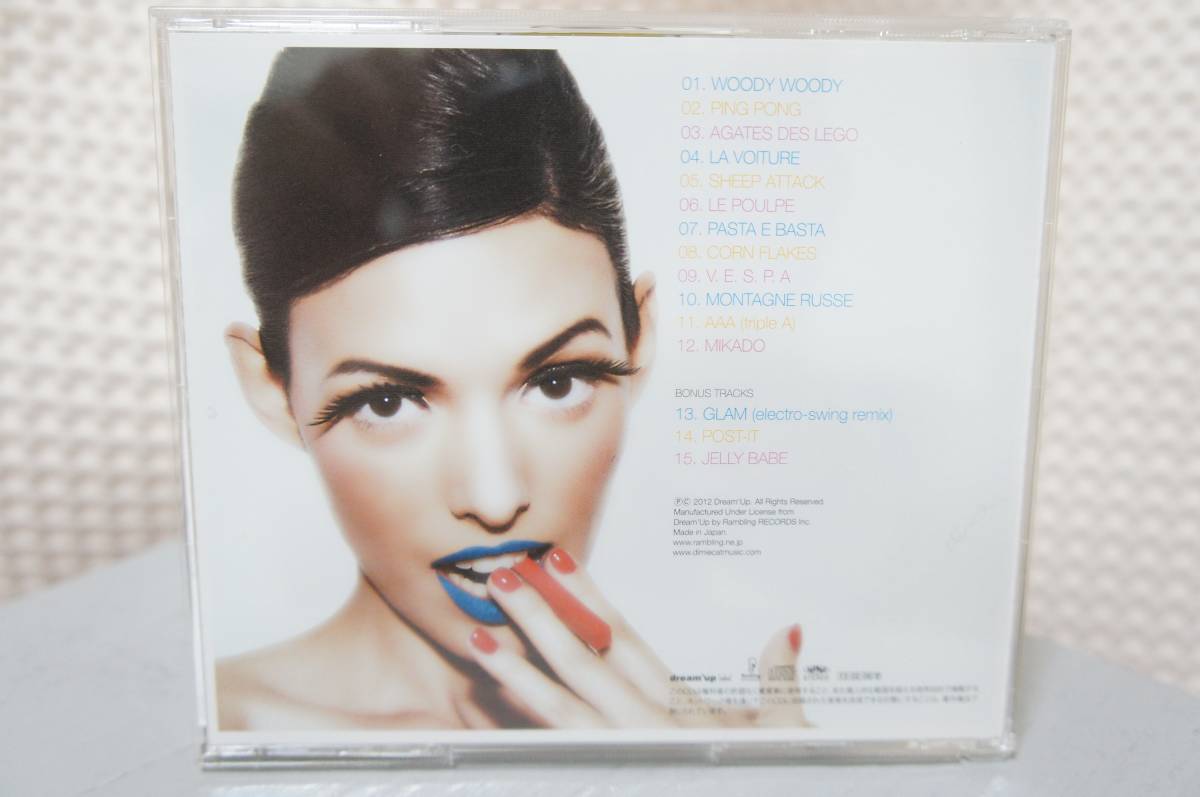 01. WOODY WOODY
02. PING PONG
03. AGATES DES LEGO
04. LA VOITURE
05. SHEEP ATTACK
06. LE POULPE
07. PASTA E BASTA
08. CORN FLAKES
09. V. E. S. P. A
10. MONTAGNE RUSSE
11. AAA (triple A)
12. MIKADO
BONUS TRACKS
13. GLAM (electro-swing remix)
14. POST-IT
15. JELLY BABE
Ⓟ© 2012 Dream'Up. All Rights Reserved.
Manufactured Under License from
Dream'Up by Rambling RECORDS Inc.
Made in Japan.
www.rambling.ne.jp
www.dimiecatmusic.com
dream'up
STEREO